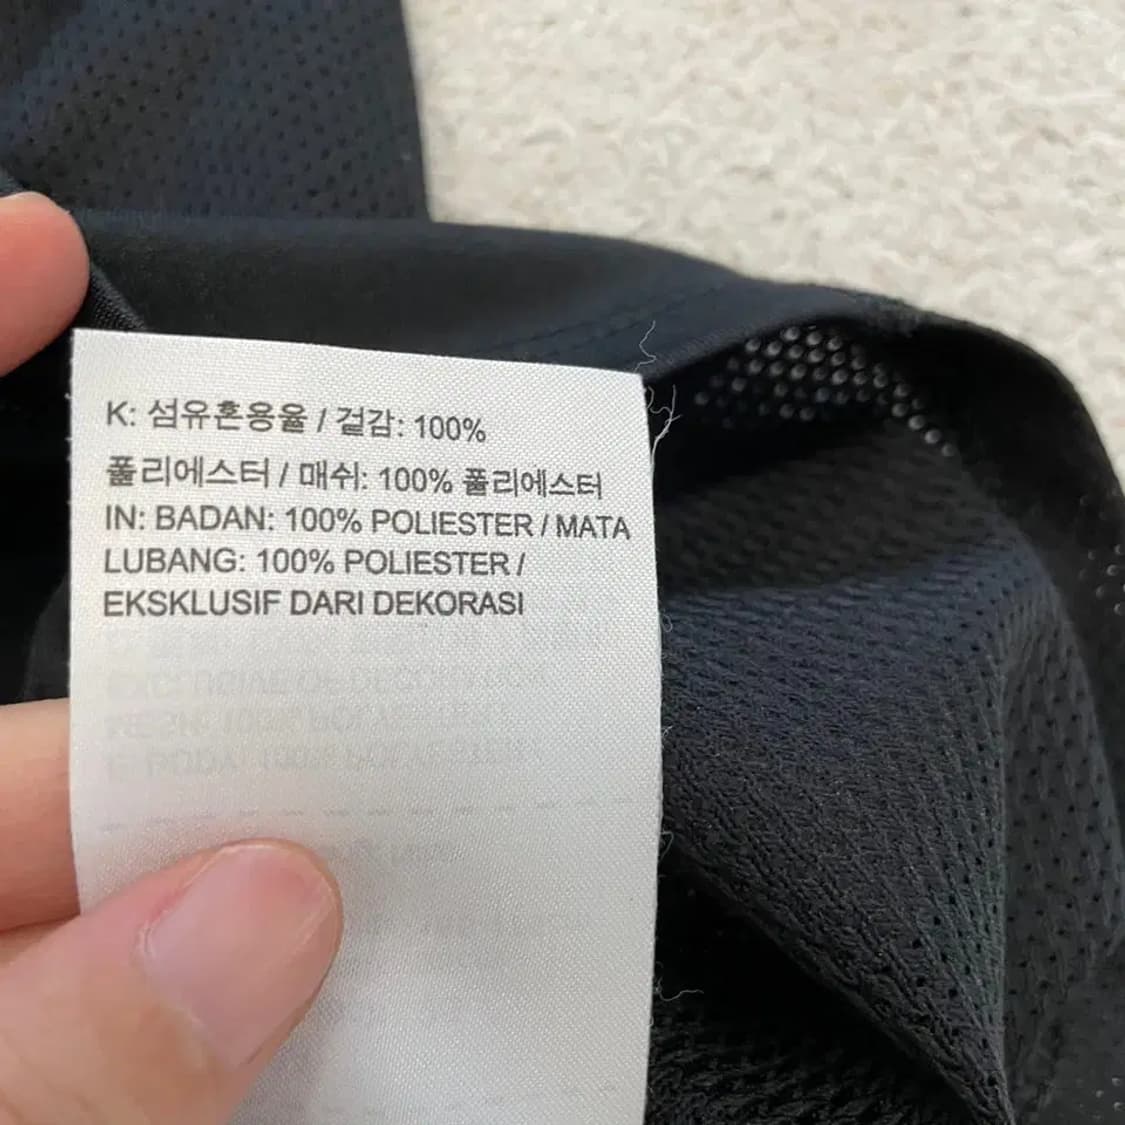 K: 섬유혼용율 / 겉감: 100%
폴리에스터 / 매쉬: 100% 폴리에스터
IN: BADAN: 100% POLIESTER / MATA
LUBANG: 100% POLIESTER /
EKSKLUSIF DARI DEKORASI